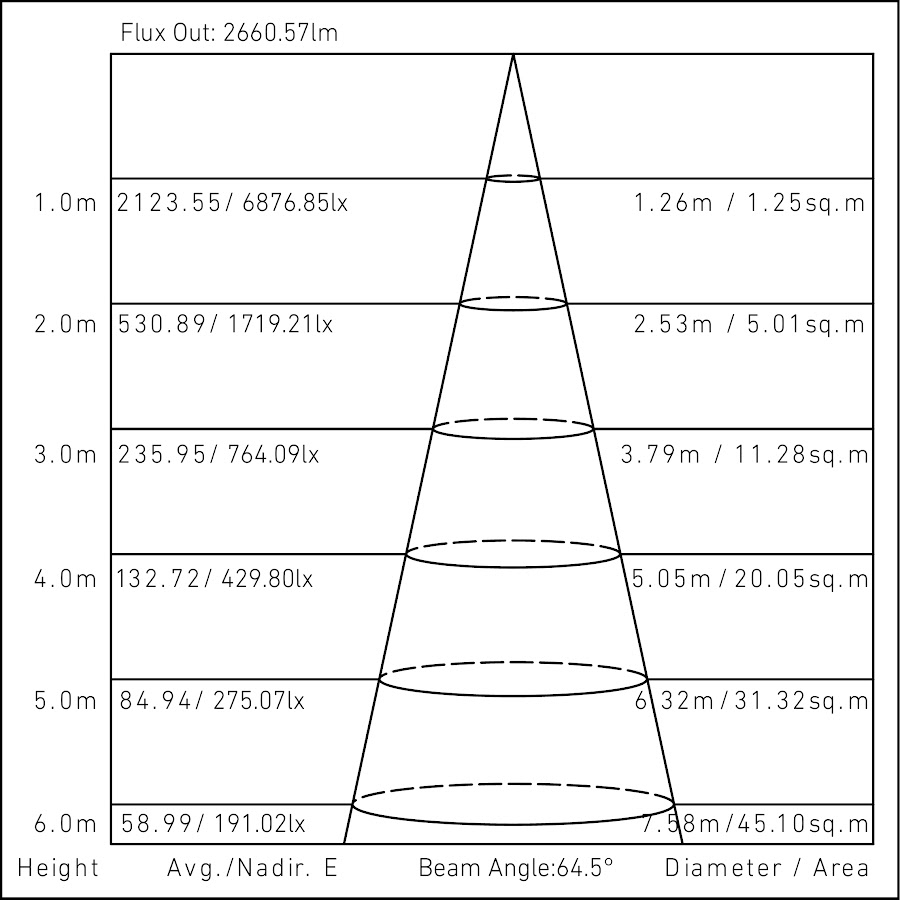 Flux Out: 2660.57lm
1.0m 2123.55/ 6876.85lx 1.26m / 1.25sq.m
2.0m 530.89/ 1719.21lx 2.53m / 5.01sq.m
3.0m 235.95/ 764.09lx 3.79m / 11.28sq.m
4.0m 132.72/ 429.80lx 5.05m/20.05sq.m
5.0m 84.94/ 275.07lx 6.32m/31.32sq.m
6.0m 58.99/ 191.02lx 7.58m/45.10sq.m
Height Avg./Nadir. E Beam Angle:64.5° Diameter / Area